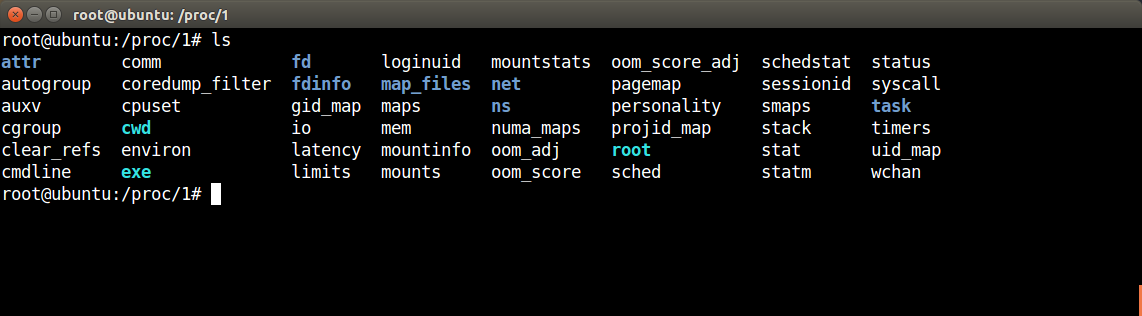 root@ubuntu: /proc/1
root@ubuntu:/proc/1# ls
attr comm fd loginuid mountstats oom_score_adj schedstat status
autogroup coredump_filter fdinfo map_files net pagemap sessionid syscall
auxv cpuset gid_map maps ns personality smaps task
cgroup cwd io mem numa_maps projid_map stack timers
clear_refs environ latency mountinfo oom_adj root stat uid_map
cmdline exe limits mounts oom_score sched statm wchan
root@ubuntu:/proc/1#